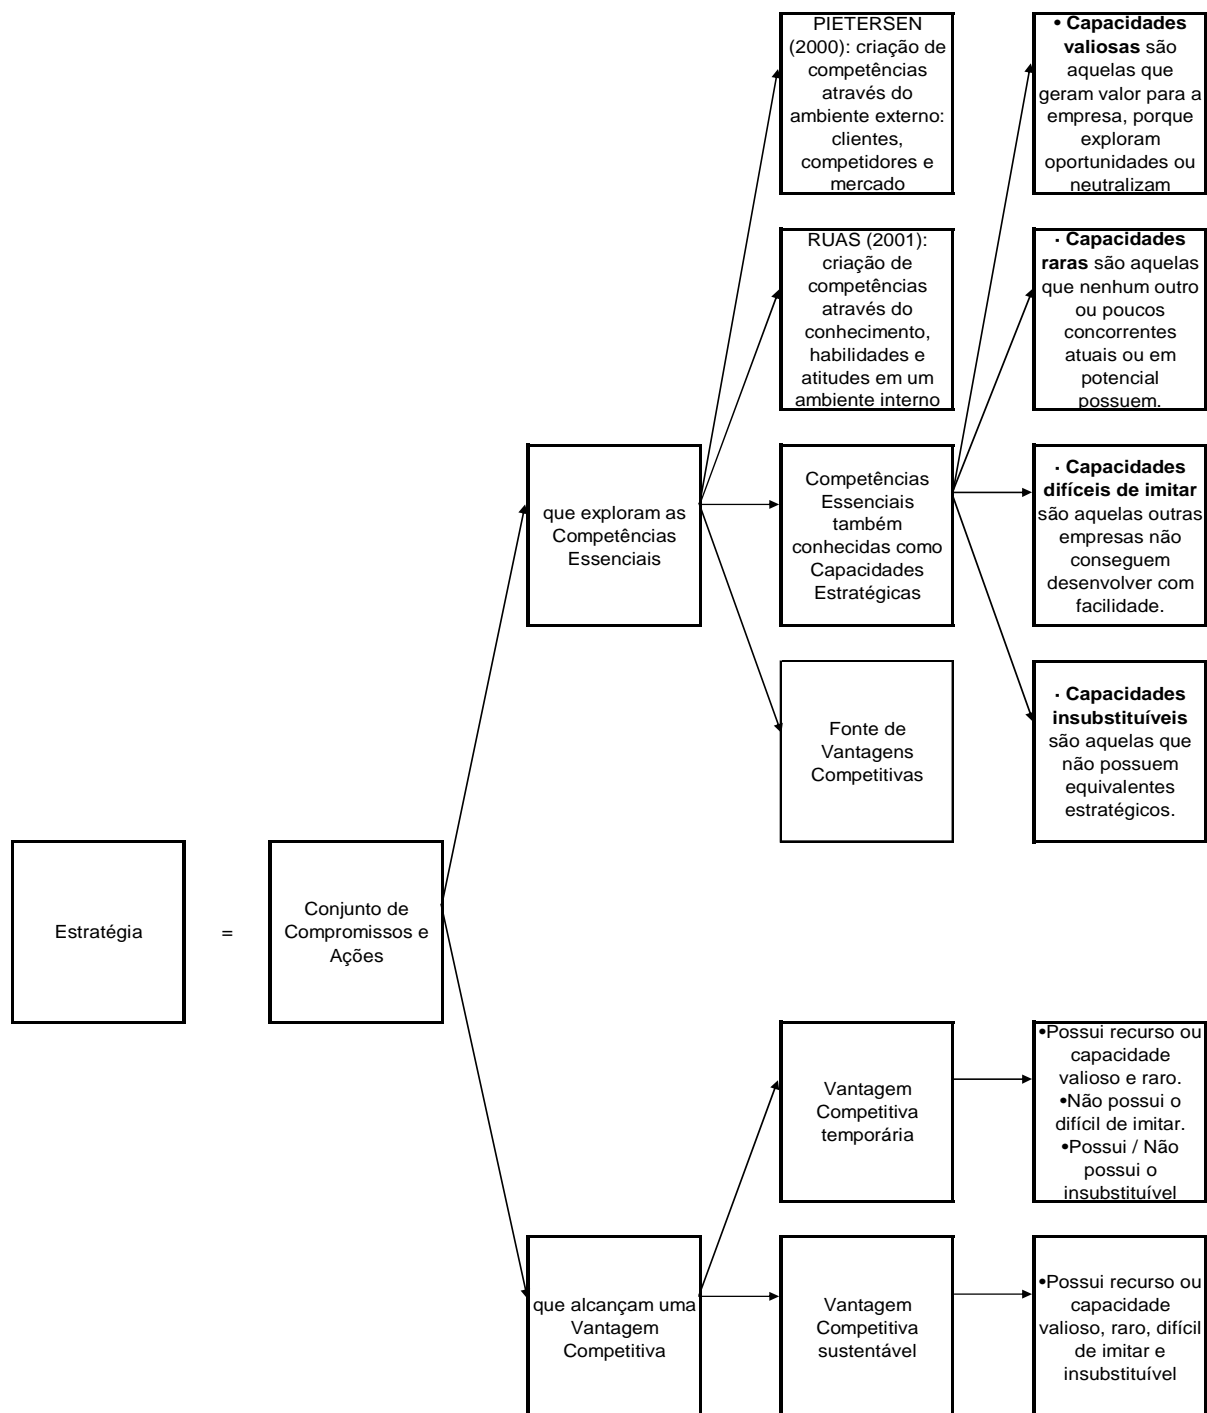 PIETERSEN
(2000): criação de
competências
através do
ambiente externo:
clientes,
competidores e
mercado
• Capacidades
valiosas são
aquelas que
geram valor para a
empresa, porque
exploram
oportunidades ou
neutralizam
RUAS (2001):
criação de
competências
através do
conhecimento,
habilidades e
atitudes em um
ambiente interno
· Capacidades
raras são aquelas
que nenhum outro
ou poucos
concorrentes
atuais ou em
potencial
possuem.
que exploram as
Competências
Essenciais
Competências
Essenciais
também
conhecidas como
Capacidades
Estratégicas
· Capacidades
difíceis de imitar
são aquelas outras
empresas não
conseguem
desenvolver com
facilidade.
Fonte de
Vantagens
Competitivas
· Capacidades
insubstituíveis
são aquelas que
não possuem
equivalentes
estratégicos.
Estratégia
=
Conjunto de
Compromissos e
Ações
Vantagem
Competitiva
temporária
•Possui recurso ou
capacidade
valioso e raro.
•Não possui o
difícil de imitar.
•Possui / Não
possui o
insubstituível
que alcançam uma
Vantagem
Competitiva
Vantagem
Competitiva
sustentável
•Possui recurso ou
capacidade
valioso, raro, difícil
de imitar e
insubstituível